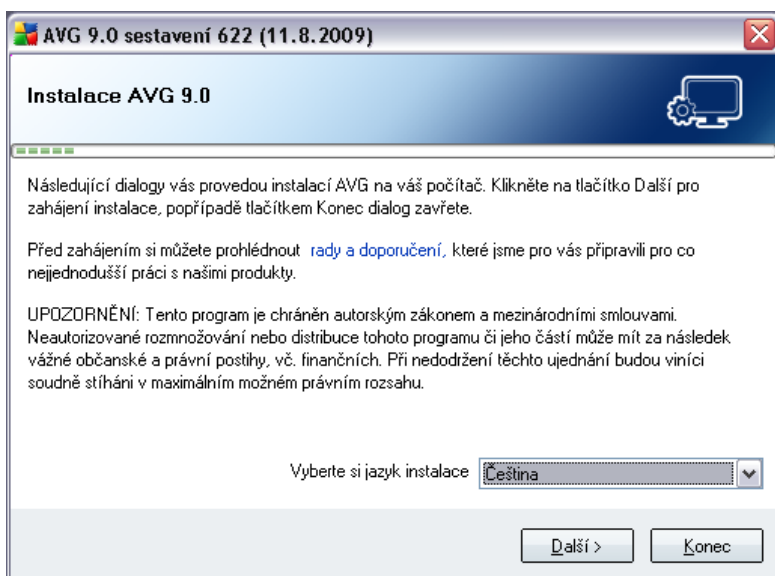 AVG 9.0 sestavení 622 (11.8.2009)
Instalace AVG 9.0
Následující dialogy vás provedou instalací AVG na váš počítač. Klikněte na tlačítko Další pro
zahájení instalace, popřípadě tlačítkem Konec dialog zavřete.
Před zahájením si můžete prohlédnout rady a doporučení, které jsme pro vás připravili pro co
nejjednodušší práci s našimi produkty.
UPOZORNĚNÍ: Tento program je chráněn autorským zákonem a mezinárodními smlouvami.
Neautorizované rozmnožování nebo distribuce tohoto programu či jeho částí může mít za následek
vážné občanské a právní postihy, vč. finančních. Při nedodržení těchto ujednání budou viníci
soudně stíháni v maximálním možném právním rozsahu.
Vyberte si jazyk instalace Čeština
Další > Konec